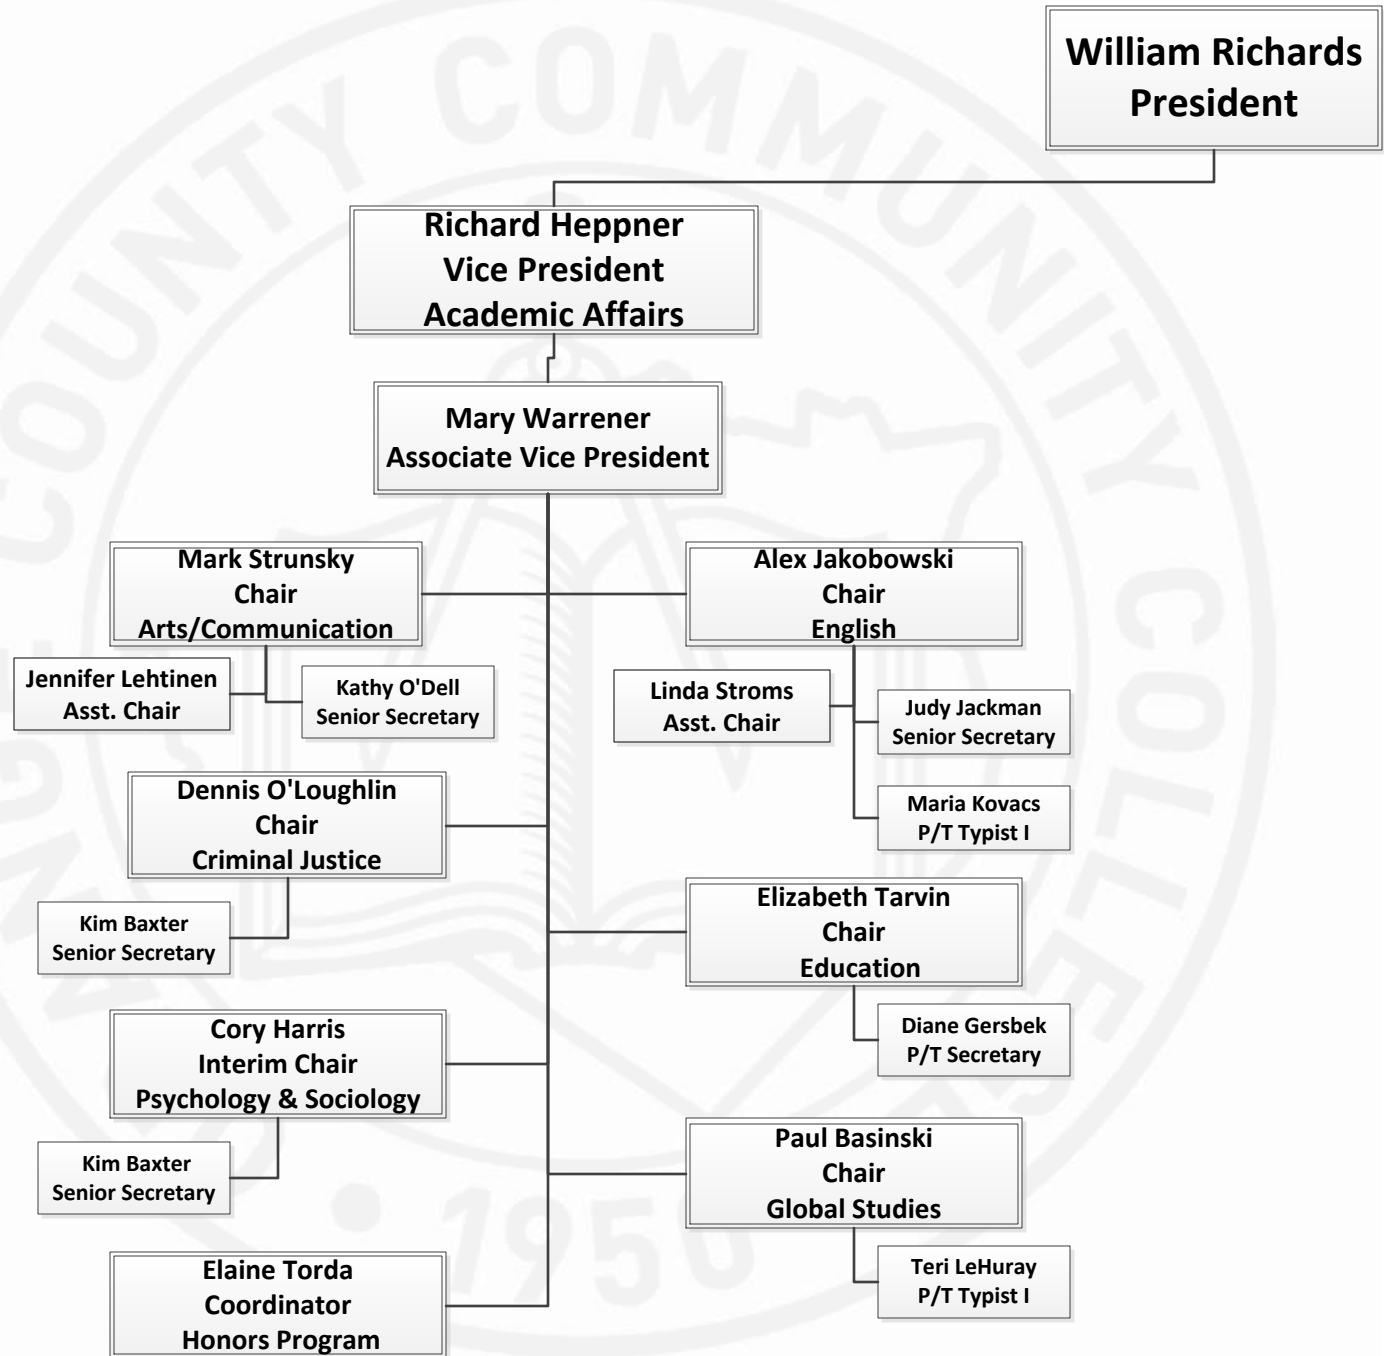 William Richards
President
Richard Heppner
Vice President
Academic Affairs
Mary Warrener
Associate Vice President
Mark Strunsky
Chair
Arts/Communication
Alex Jakobowski
Chair
English
Jennifer Lehtinen
Asst. Chair
Kathy O'Dell
Senior Secretary
Linda Stroms
Asst. Chair
Judy Jackman
Senior Secretary
Maria Kovacs
P/T Typist I
Dennis O'Loughlin
Chair
Criminal Justice
Kim Baxter
Senior Secretary
Elizabeth Tarvin
Chair
Education
Diane Gersbek
P/T Secretary
Cory Harris
Interim Chair
Psychology & Sociology
Kim Baxter
Senior Secretary
Paul Basinski
Chair
Global Studies
Teri LeHuray
P/T Typist I
Elaine Torda
Coordinator
Honors Program
COUNTY COMMUNITY
1950